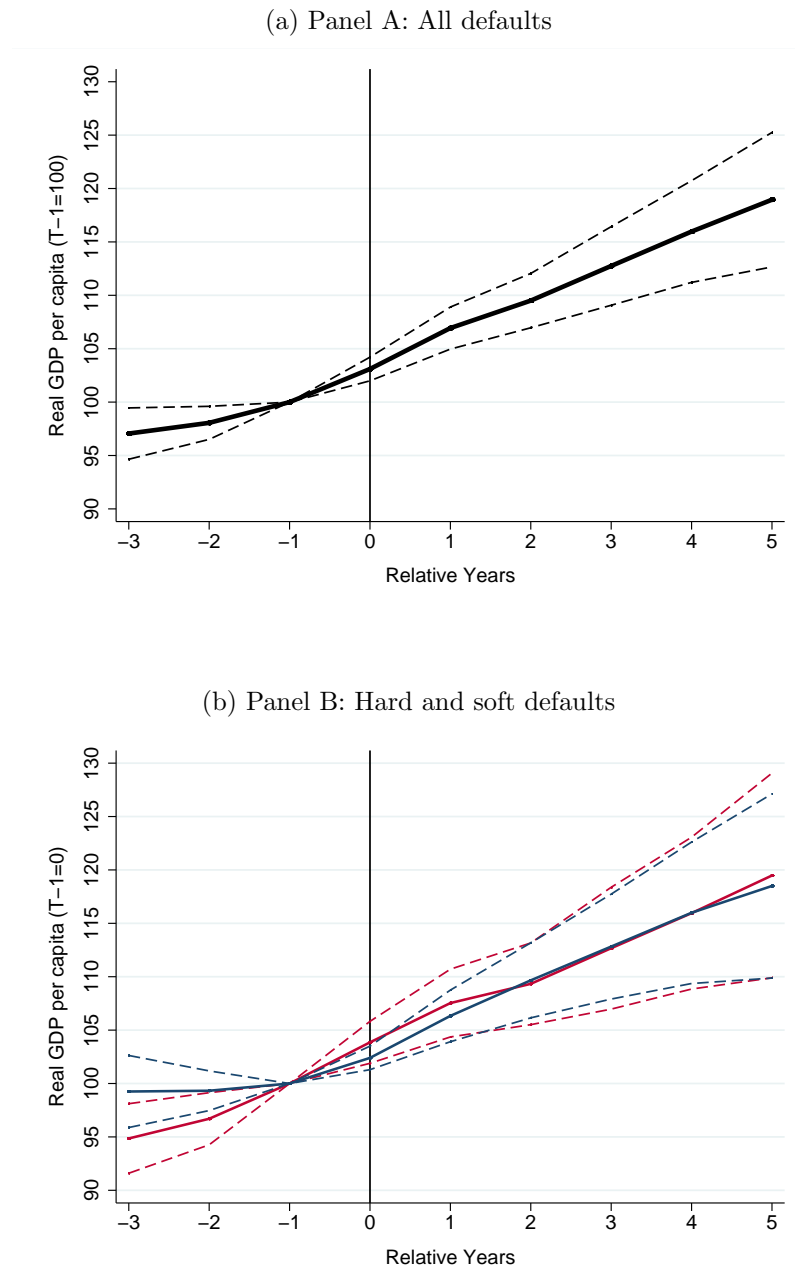 (a) Panel A: All defaults
Real GDP per capita (T−1=100)
130
125
120
115
110
105
100
95
90
−3 −2 −1 0 1 2 3 4 5
Relative Years
(b) Panel B: Hard and soft defaults
Real GDP per capita (T−1=0)
130
125
120
115
110
105
100
95
90
−3 −2 −1 0 1 2 3 4 5
Relative Years